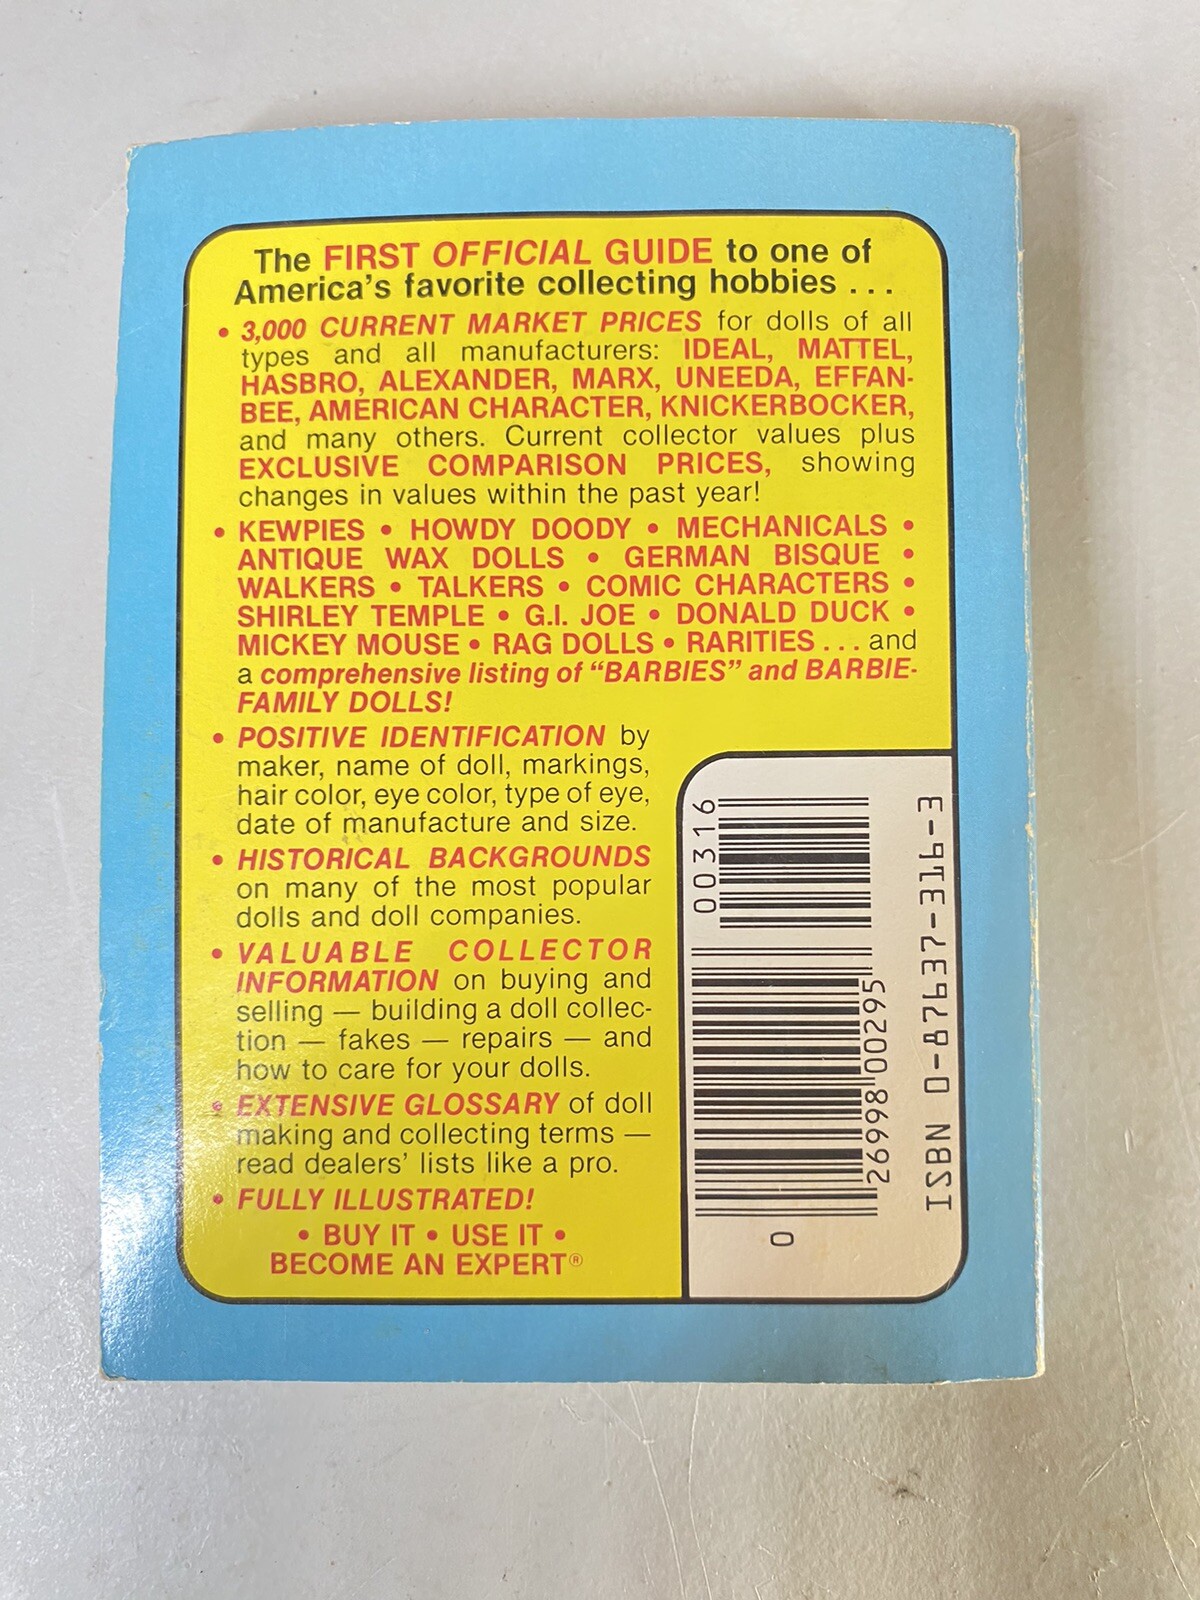 The FIRST OFFICIAL GUIDE to one of
America's favorite collecting hobbies . . .
• 3,000 CURRENT MARKET PRICES for dolls of all
types and all manufacturers: IDEAL, MATTEL,
HASBRO, ALEXANDER, MARX, UNEEDA, EFFAN-
BEE, AMERICAN CHARACTER, KNICKERBOCKER,
and many others. Current collector values plus
EXCLUSIVE COMPARISON PRICES, showing
changes in values within the past year!
• KEWPIES • HOWDY DOODY • MECHANICALS •
ANTIQUE WAX DOLLS • GERMAN BISQUE •
WALKERS • TALKERS • COMIC CHARACTERS •
SHIRLEY TEMPLE • G.I. JOE • DONALD DUCK •
MICKEY MOUSE • RAG DOLLS • RARITIES . . . and
a comprehensive listing of “BARBIES” and BARBIE-
FAMILY DOLLS!
• POSITIVE IDENTIFICATION by
maker, name of doll, markings,
hair color, eye color, type of eye,
date of manufacture and size.
• HISTORICAL BACKGROUNDS
on many of the most popular
dolls and doll companies.
• VALUABLE COLLECTOR
INFORMATION on buying and
selling — building a doll collec-
tion — fakes — repairs — and
how to care for your dolls.
• EXTENSIVE GLOSSARY of doll
making and collecting terms —
read dealers' lists like a pro.
• FULLY ILLUSTRATED!
• BUY IT • USE IT •
BECOME AN EXPERT®
00316
0 26998 00295
ISBN 0-87637-316-3